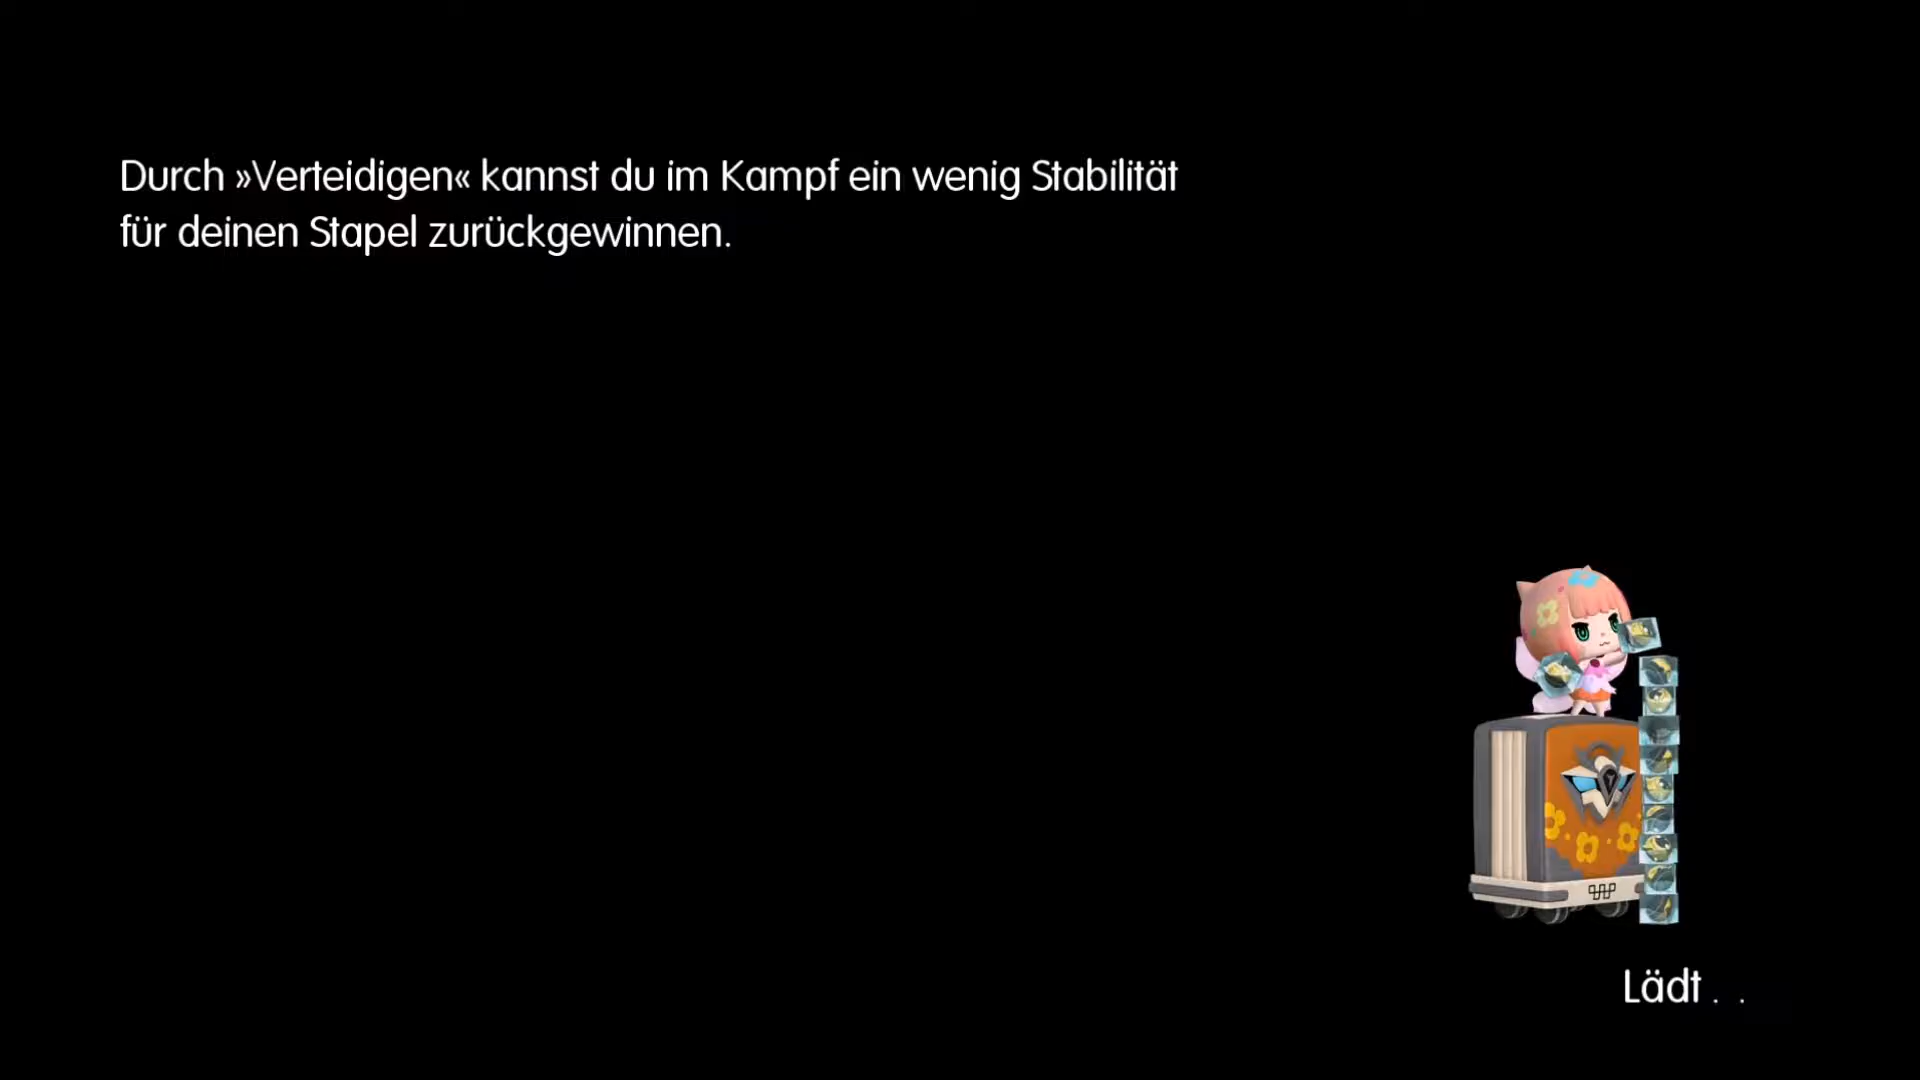 Durch »Verteidigen« kannst du im Kampf ein wenig Stabilität
für deinen Stapel zurückgewinnen.
Lädt . .